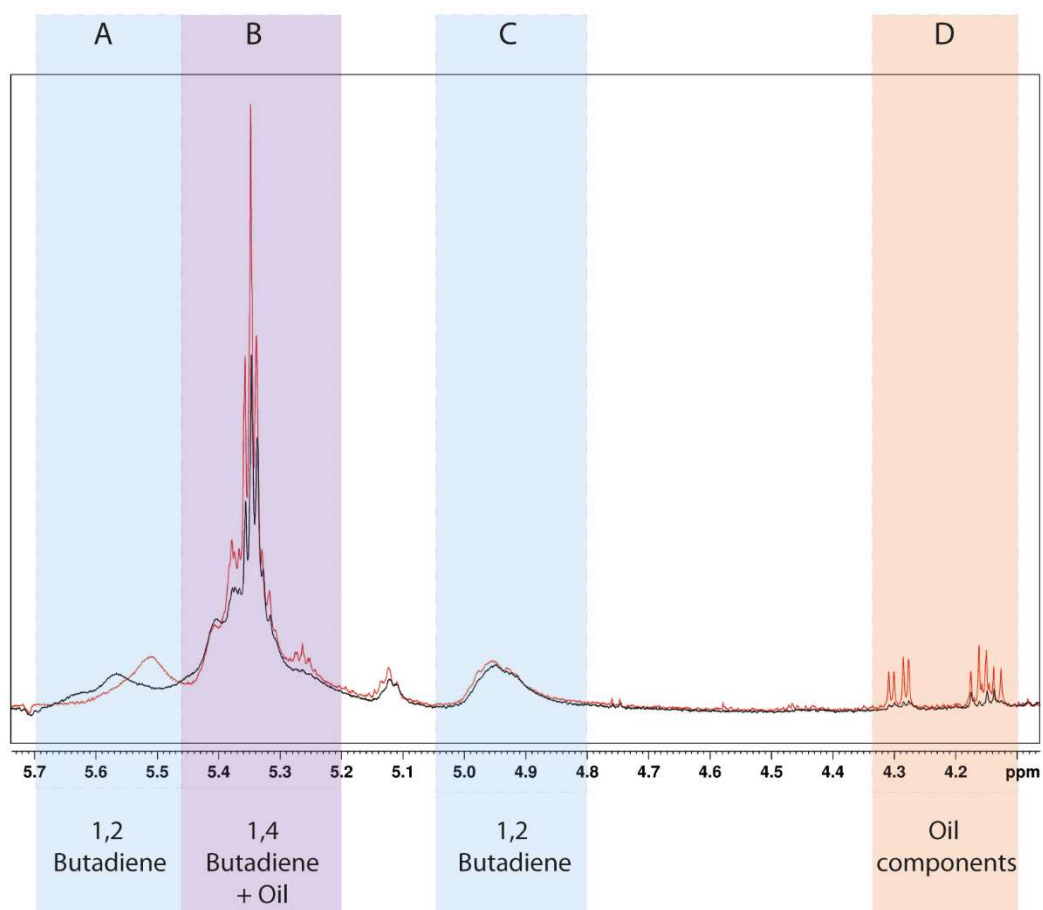 A B C D
5.7 5.6 5.5 5.4 5.3 5.2 5.1 5.0 4.9 4.8 4.7 4.6 4.5 4.4 4.3 4.2 ppm
1,2
Butadiene
1,4
Butadiene
+ Oil
1,2
Butadiene
Oil
components